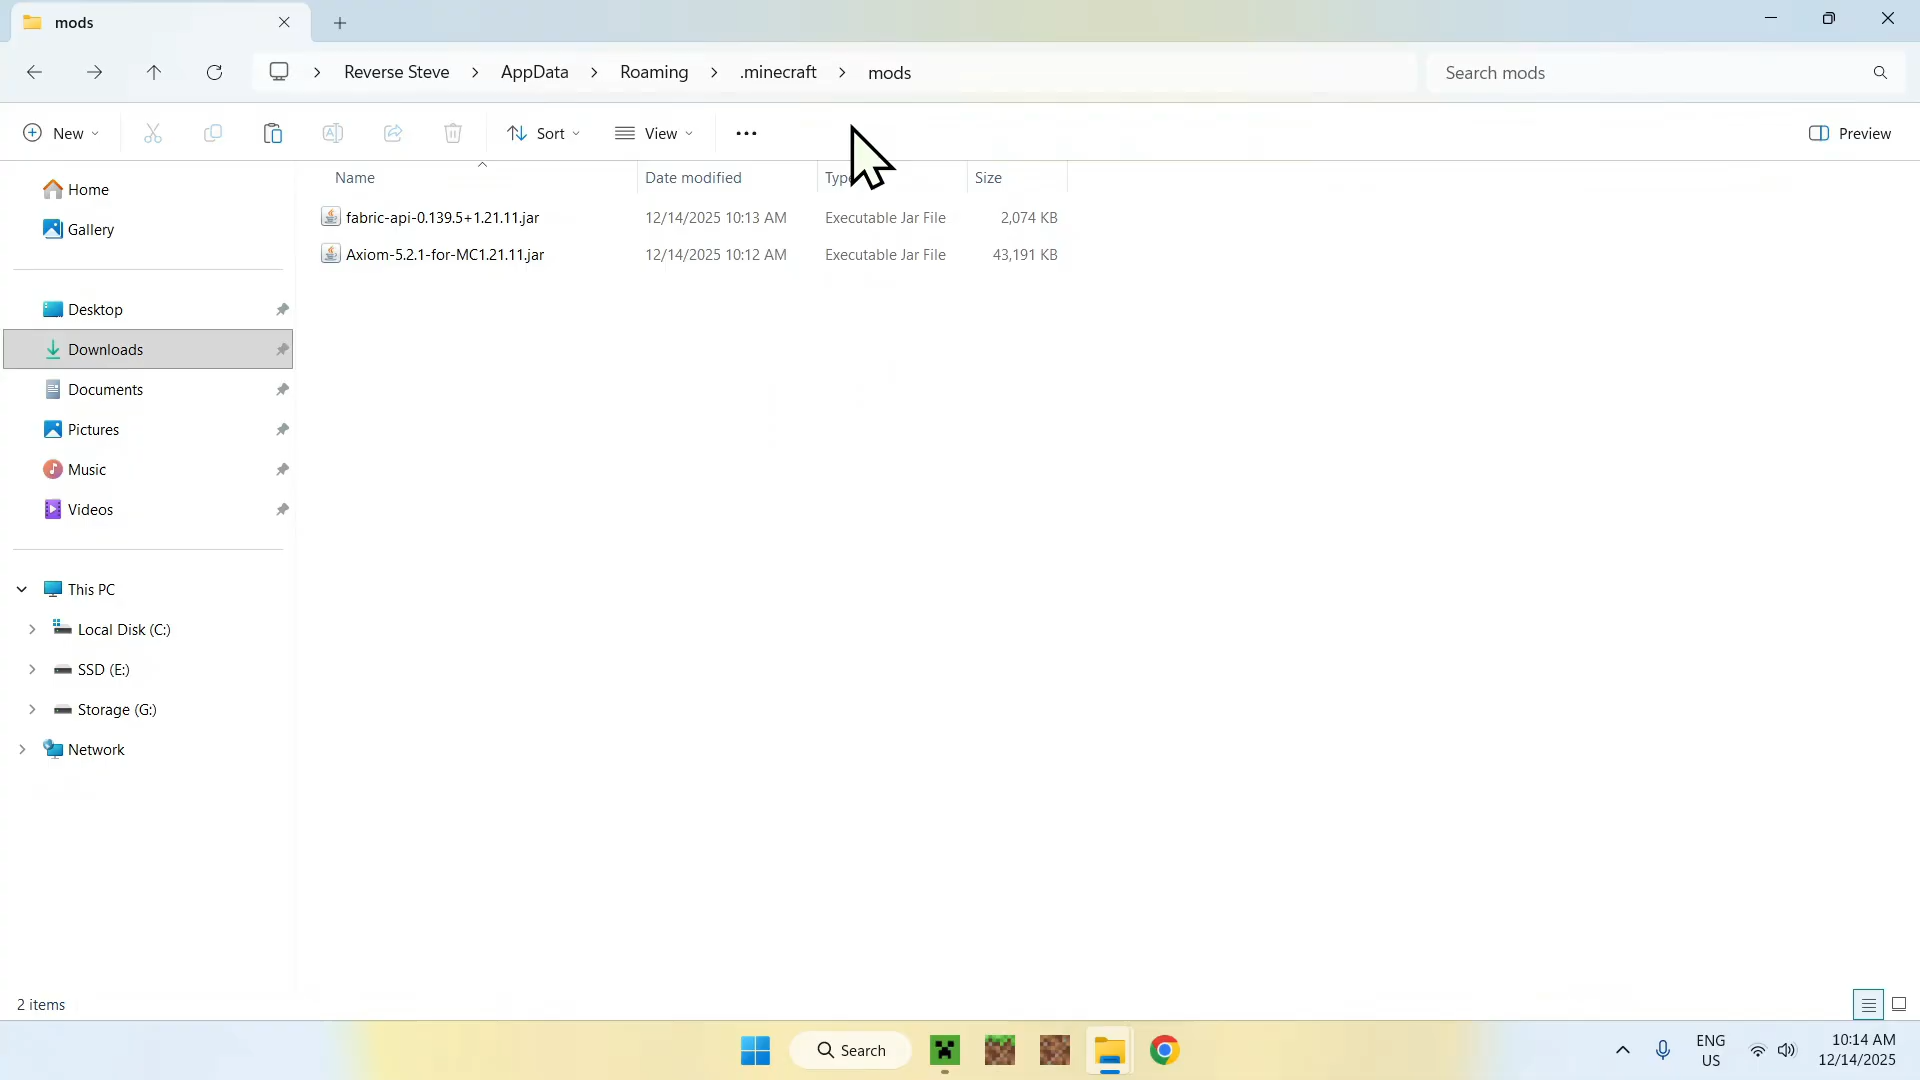 mods
Reverse Steve > AppData > Roaming > .minecraft > mods
Search mods
New
Sort
View
Preview
Name Date modified Type Size
fabric-api-0.139.5+1.21.11.jar 12/14/2025 10:13 AM Executable Jar File 2,074 KB
Axiom-5.2.1-for-MC1.21.11.jar 12/14/2025 10:12 AM Executable Jar File 43,191 KB
Home
Gallery
Desktop
Downloads
Documents
Pictures
Music
Videos
This PC
Local Disk (C:)
SSD (E:)
Storage (G:)
Network
2 items
Search
ENG
US
10:14 AM
12/14/2025